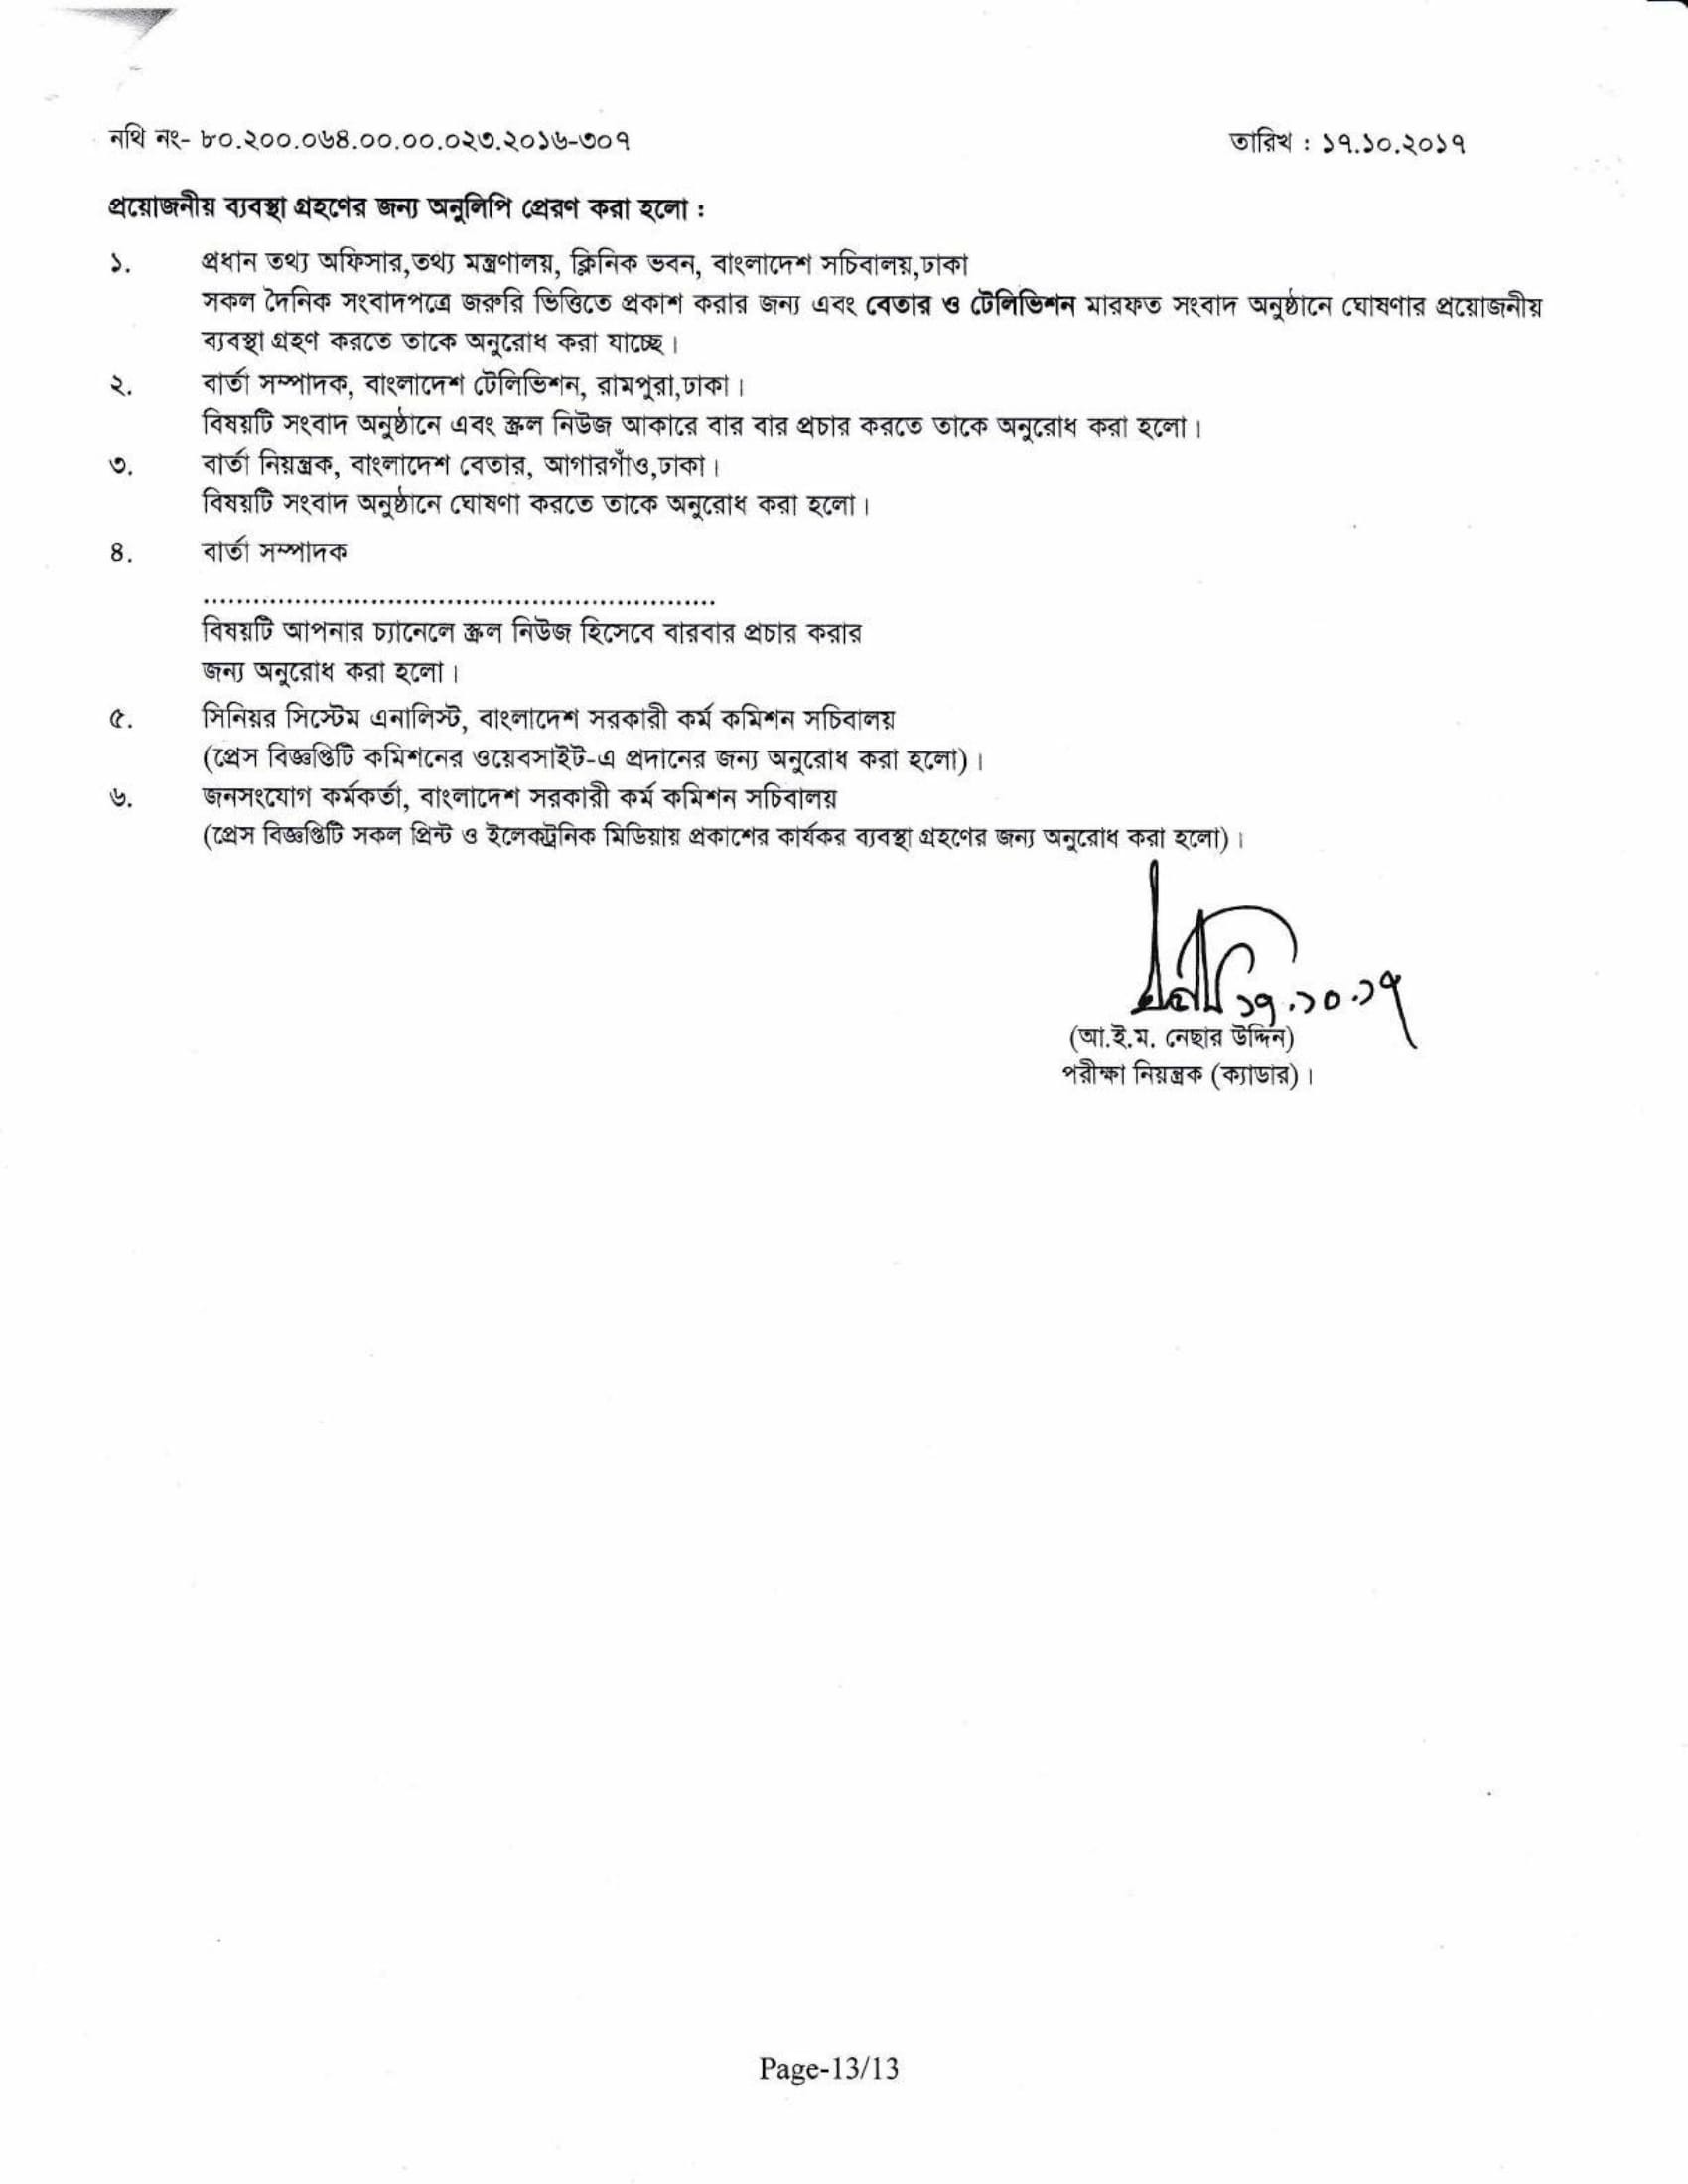 নথি নং- ৮০.২০০.০৬৪.০০.০০.০২৩.২০১৬-৩০৭
তারিখ : ১৭.১০.২০১৭
প্রয়োজনীয় ব্যবস্থা গ্রহণের জন্য অনুলিপি প্রেরণ করা হলো :
১. প্রধান তথ্য অফিসার,তথ্য মন্ত্রণালয়, ক্লিনিক ভবন, বাংলাদেশ সচিবালয়,ঢাকা
সকল দৈনিক সংবাদপত্রে জরুরি ভিত্তিতে প্রকাশ করার জন্য এবং বেতার ও টেলিভিশন মারফত সংবাদ অনুষ্ঠানে ঘোষণার প্রয়োজনীয়
ব্যবস্থা গ্রহণ করতে তাকে অনুরোধ করা যাচ্ছে।
২. বার্তা সম্পাদক, বাংলাদেশ টেলিভিশন, রামপুরা,ঢাকা।
বিষয়টি সংবাদ অনুষ্ঠানে এবং স্ক্রল নিউজ আকারে বার বার প্রচার করতে তাকে অনুরোধ করা হলো।
৩. বার্তা নিয়ন্ত্রক, বাংলাদেশ বেতার, আগারগাঁও,ঢাকা।
বিষয়টি সংবাদ অনুষ্ঠানে ঘোষণা করতে তাকে অনুরোধ করা হলো।
৪. বার্তা সম্পাদক
..............................................................
বিষয়টি আপনার চ্যানেলে স্ক্রল নিউজ হিসেবে বারবার প্রচার করার
জন্য অনুরোধ করা হলো।
৫. সিনিয়র সিস্টেম এনালিস্ট, বাংলাদেশ সরকারী কর্ম কমিশন সচিবালয়
(প্রেস বিজ্ঞপ্তিটি কমিশনের ওয়েবসাইট-এ প্রদানের জন্য অনুরোধ করা হলো)।
৬. জনসংযোগ কর্মকর্তা, বাংলাদেশ সরকারী কর্ম কমিশন সচিবালয়
(প্রেস বিজ্ঞপ্তিটি সকল প্রিন্ট ও ইলেকট্রনিক মিডিয়ায় প্রকাশের কার্যকর ব্যবস্থা গ্রহণের জন্য অনুরোধ করা হলো)।
১৭.১০.১৭
(আ.ই.ম. নেছার উদ্দিন)
পরীক্ষা নিয়ন্ত্রক (ক্যাডার)।
Page-13/13